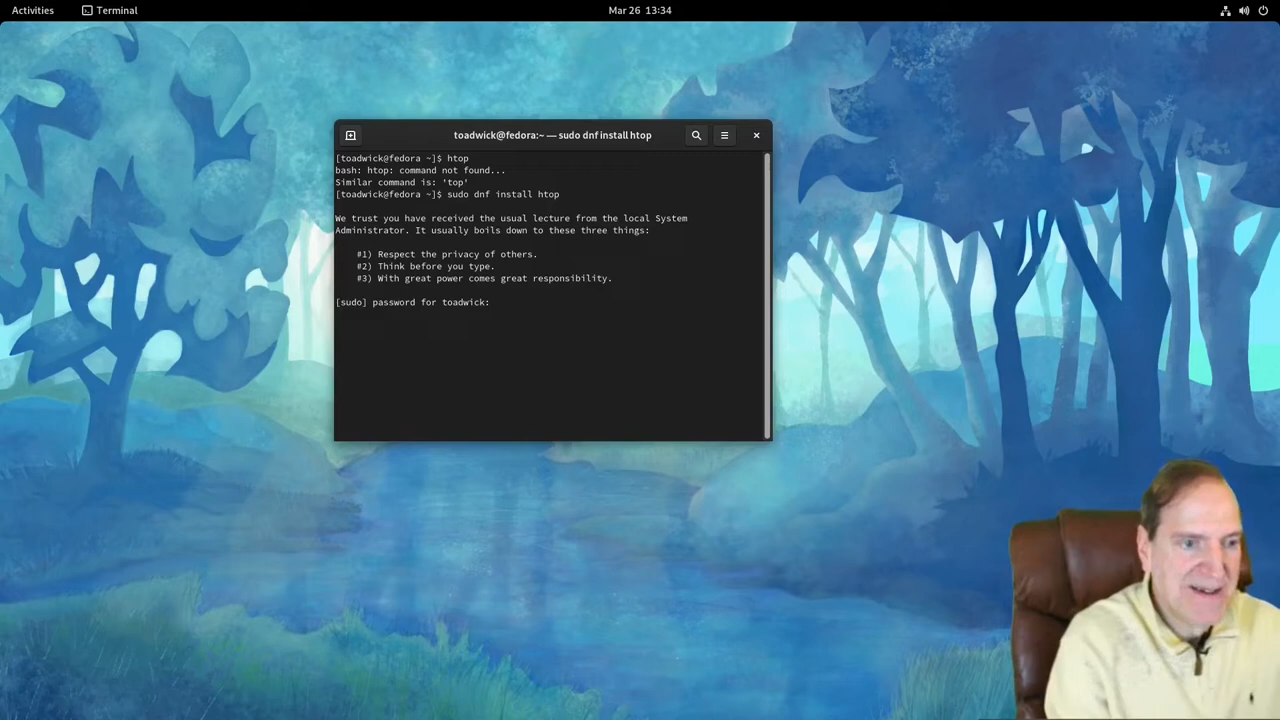 Activities
Terminal
Mar 26 13:34
toadwick@fedora:~ — sudo dnf install htop
[toadwick@fedora ~]$ htop
bash: htop: command not found...
Similar command is: 'top'
[toadwick@fedora ~]$ sudo dnf install htop
We trust you have received the usual lecture from the local System
Administrator. It usually boils down to these three things:
#1) Respect the privacy of others.
#2) Think before you type.
#3) With great power comes great responsibility.
[sudo] password for toadwick: